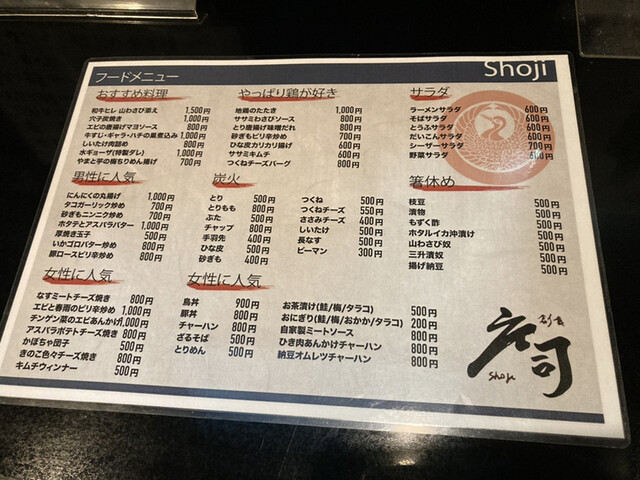 フードメニュー
Shoji
おすすめ料理
和牛ヒレ 山わさび添え 1,500円
穴子炭焼き 1,000円
エビの唐揚げマヨソース 800円
牛すじ・ギャラ・ハチの屋煮込み 1,000円
しいたけ肉詰め 800円
水ギョーザ(特製ダレ) 900円
やまと芋の梅ちりめん揚げ 700円
やっぱり鶏が好き
地鶏のたたき 1,000円
ササミわさびソース 800円
とり唐揚げ味噌だれ 800円
砂ぎもピリ辛炒め 700円
ひな皮カリカリ揚げ 600円
ササミキムチ 600円
つくねチーズバーグ 800円
サラダ
ラーメンサラダ 600円
そばサラダ 600円
とうふサラダ 600円
だいこんサラダ 600円
シーザーサラダ 700円
野菜サラダ 600円
男性に人気
にんにくの丸揚げ 1,000円
タコガーリック炒め 700円
砂ぎもニンニク炒め 700円
ホタテとアスパラバター 1,000円
厚焼き玉子 500円
いかゴロバター炒め 800円
豚ロースピリ辛炒め 800円
炭火
とり 500円
とりもも 800円
ぶた 500円
チャップ 800円
手羽先 400円
ひな皮 500円
砂ぎも 400円
つくね 500円
つくねチーズ 550円
ささみチーズ 400円
しいたけ 500円
長なす 500円
ピーマン 300円
箸休め
枝豆 500円
漬物 500円
もずく酢 500円
ホタルイカ沖漬け 500円
山わさび奴 500円
三升漬奴 500円
揚げ納豆 500円
女性に人気
なすミートチーズ焼き 800円
エビと春雨のピリ辛炒め 1,000円
チンゲン菜のエビあんかけ 1,000円
アスパラポテトチーズ焼き 800円
かぼちゃ団子 500円
きのこ色々チーズ焼き 800円
キムチウィンナー 500円
女性に人気
鳥丼 900円
豚丼 800円
チャーハン 800円
ざるそば 500円
とりめん 500円
お茶漬け(鮭/梅/タラコ) 500円
おにぎり(鮭/梅/おかか/タラコ) 200円
自家製ミートソース 800円
ひき肉あんかけチャーハン 800円
納豆オムレツチャーハン 800円
庄司
Shoji